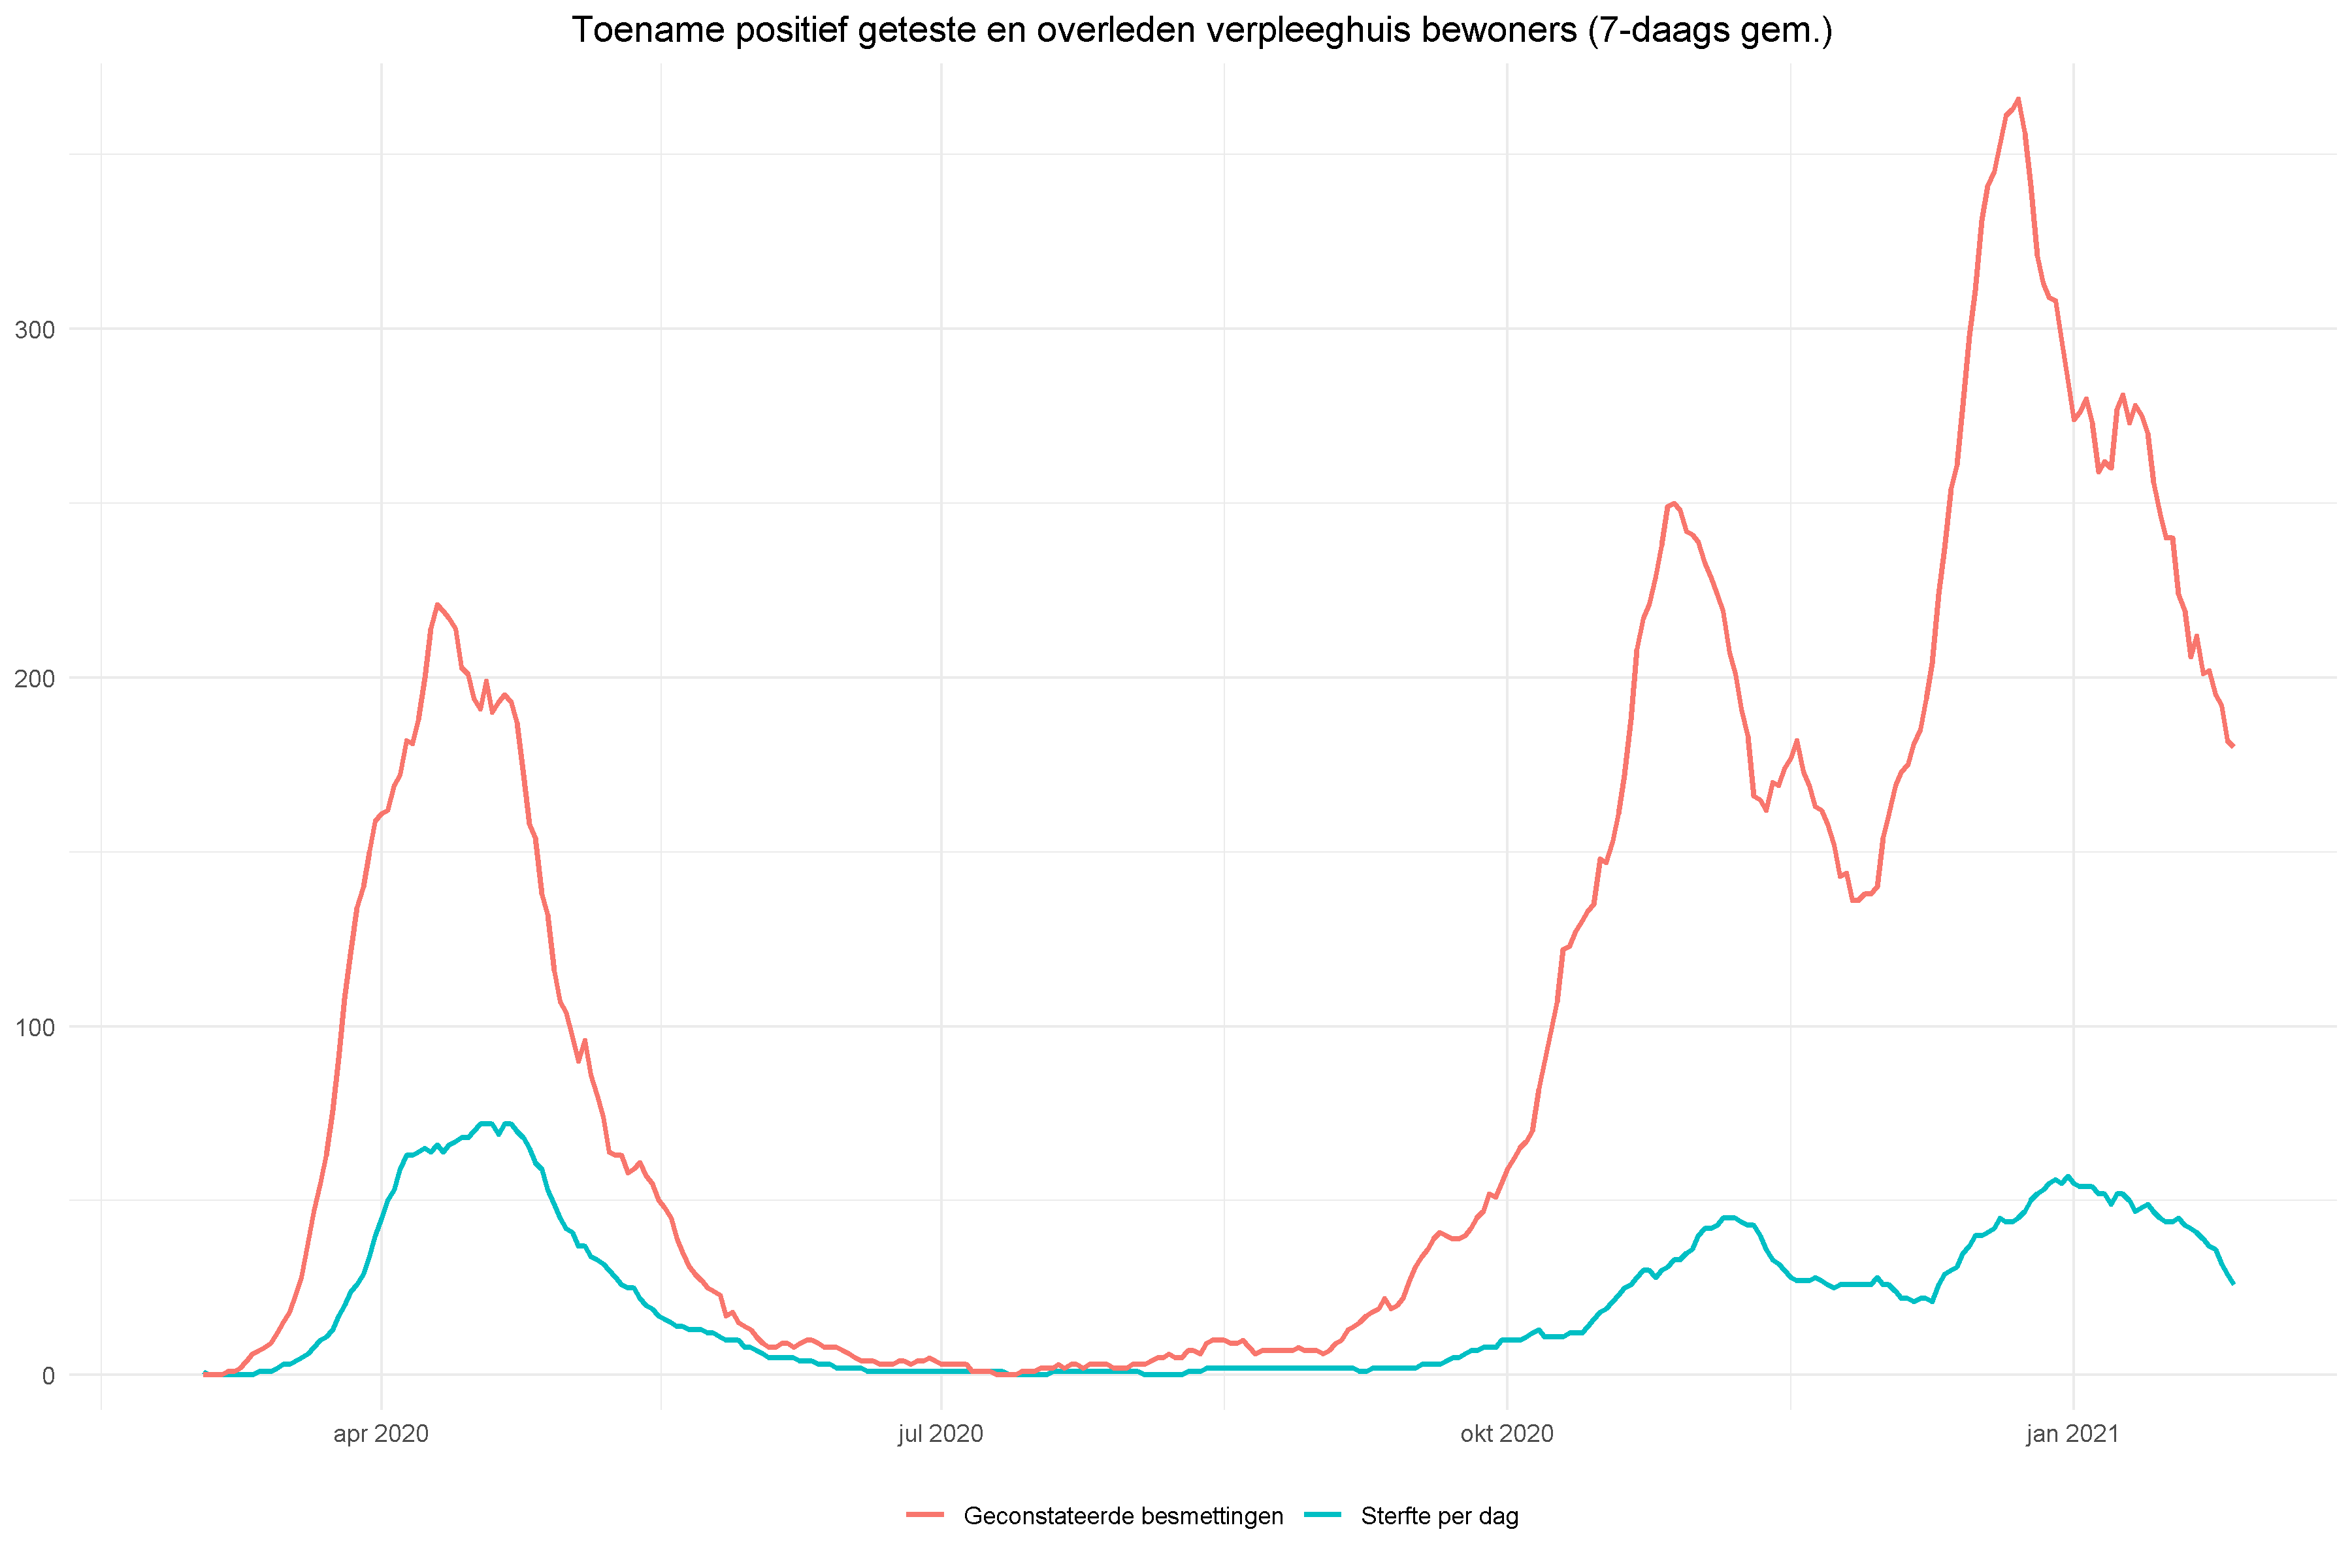 Toename positief geteste en overleden verpleeghuis bewoners (7-daags gem.)
300
200
100
0
apr 2020
jul 2020
okt 2020
jan 2021
Geconstateerde besmettingen
Sterfte per dag